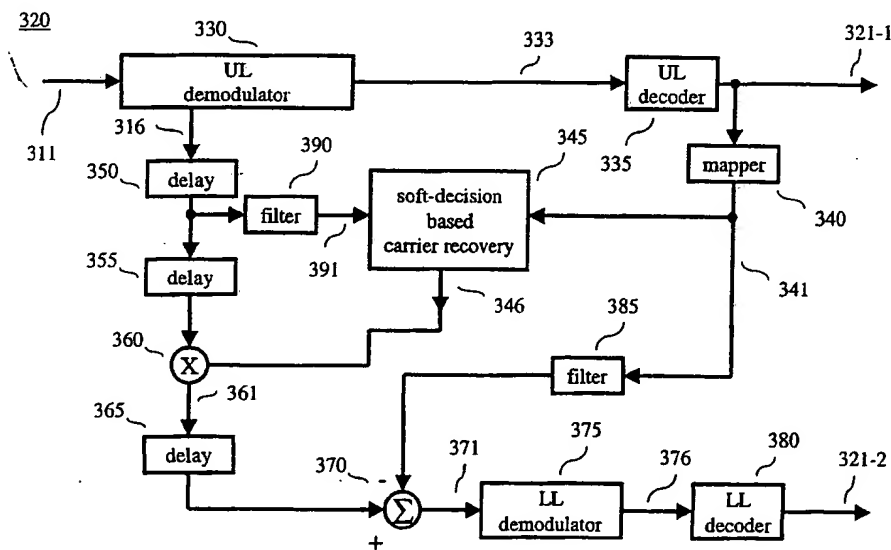 320
330
UL
demodulator
333
UL
decoder
321-1
311
316
350
delay
390
filter
391
345
soft-decision
based
carrier recovery
335
mapper
340
355
delay
346
341
360
X
361
385
filter
365
delay
370
-
+
Σ
371
375
LL
demodulator
376
380
LL
decoder
321-2